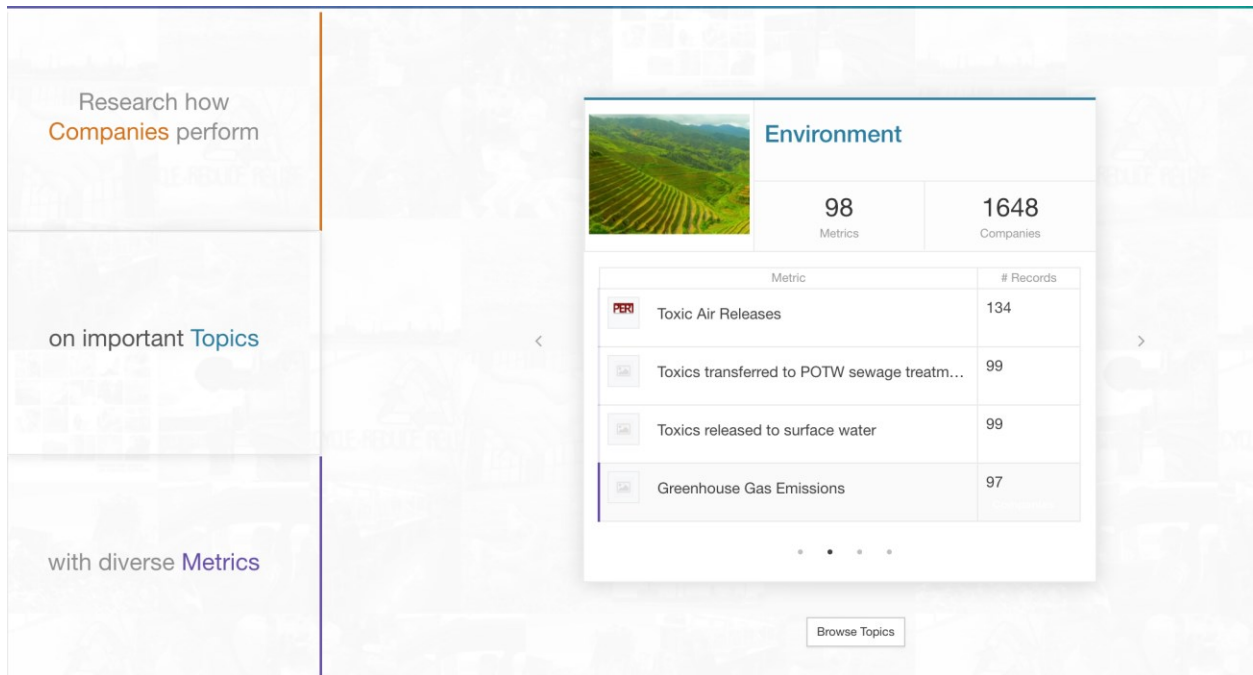 Research how
Companies perform
on important Topics
with diverse Metrics
Environment
98
Metrics
1648
Companies
Metric
# Records
PERI
Toxic Air Releases
134
Toxics transferred to POTW sewage treatm...
99
Toxics released to surface water
99
Greenhouse Gas Emissions
97
Browse Topics